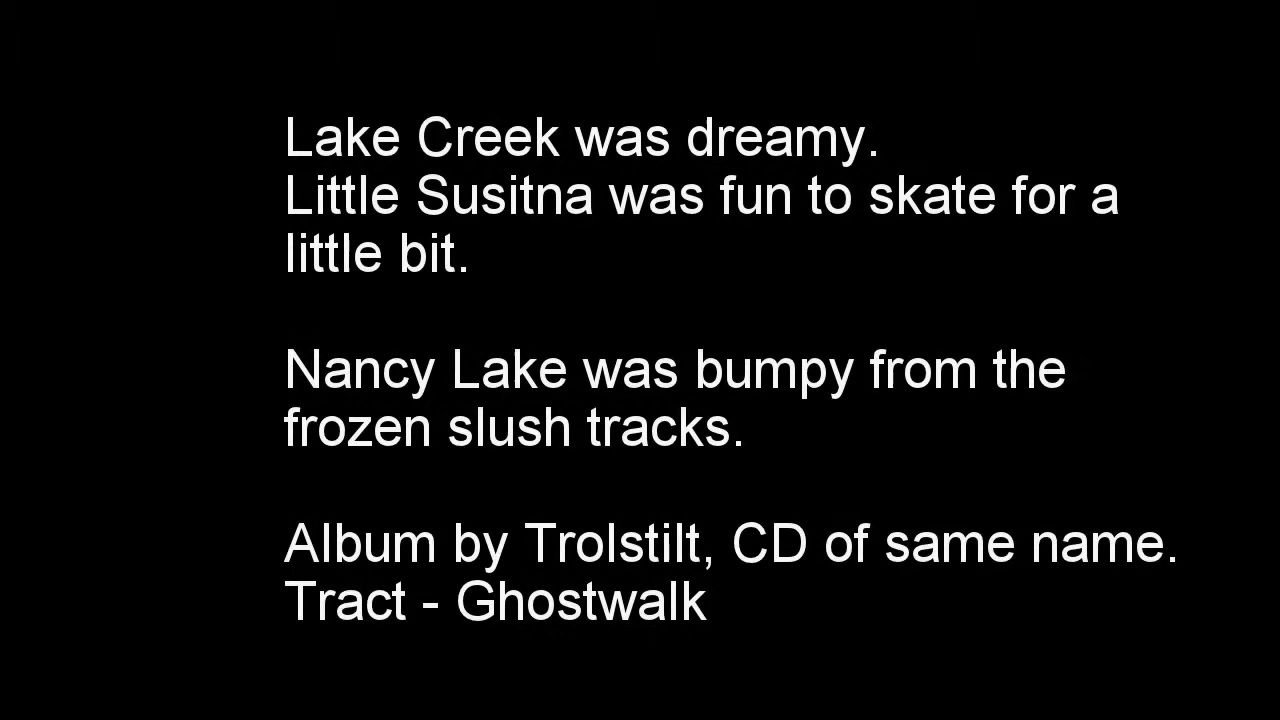 Lake Creek was dreamy.
Little Susitna was fun to skate for a
little bit.
Nancy Lake was bumpy from the
frozen slush tracks.
Album by Trolstilt, CD of same name.
Tract - Ghostwalk